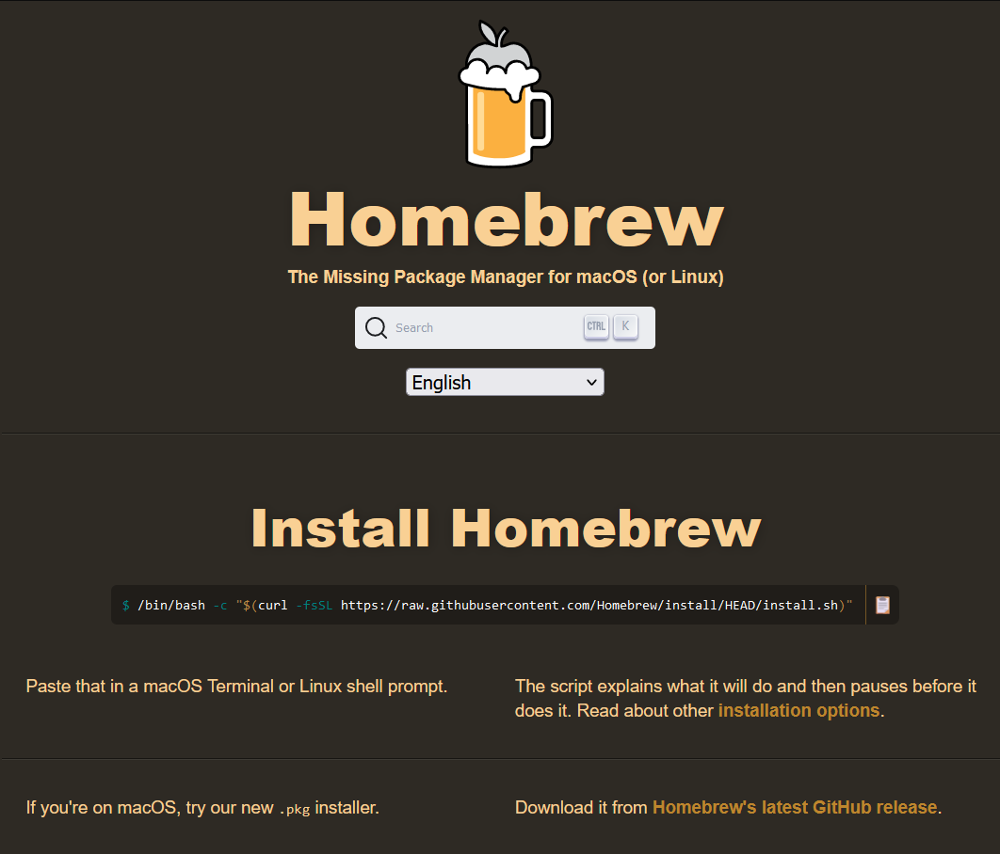 Homebrew
The Missing Package Manager for macOS (or Linux)
Search CTRL K
English
Install Homebrew
$ /bin/bash -c "$(curl -fsSL https://raw.githubusercontent.com/Homebrew/install/HEAD/install.sh)"
Paste that in a macOS Terminal or Linux shell prompt.
The script explains what it will do and then pauses before it
does it. Read about other installation options.
If you're on macOS, try our new .pkg installer.
Download it from Homebrew's latest GitHub release.